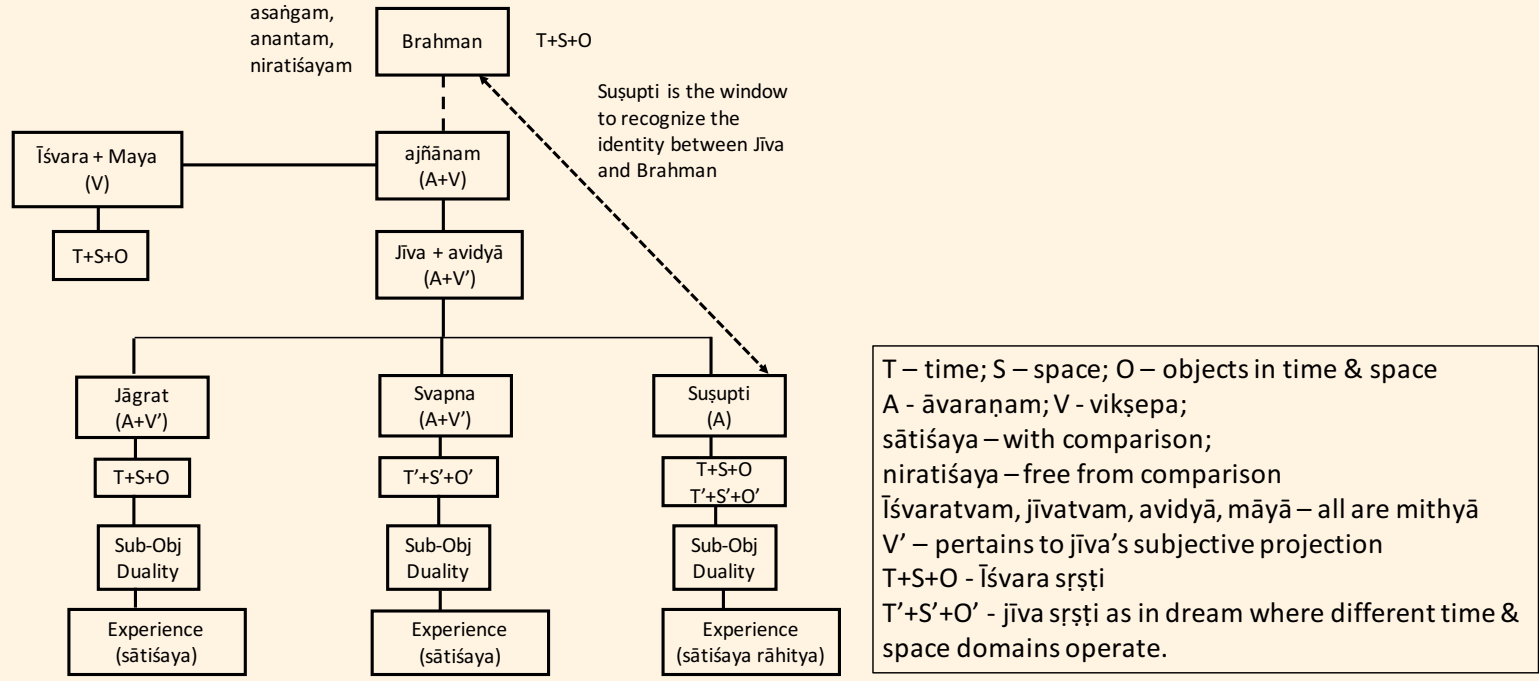 asaṅgam,
anantam,
niratiśayam
Brahman
T+S+O
Suṣupti is the window
to recognize the
identity between Jīva
and Brahman
Īśvara + Maya
(V)
ajñānam
(A+V)
T+S+O
Jīva + avidyā
(A+V’)
Jāgrat
(A+V’)
Svapna
(A+V’)
Suṣupti
(A)
T+S+O
T’+S’+O’
T+S+O
T’+S’+O’
Sub-Obj
Duality
Sub-Obj
Duality
Sub-Obj
Duality
Experience
(sātiśaya)
Experience
(sātiśaya)
Experience
(sātiśaya rāhitya)
T – time; S – space; O – objects in time & space
A - āvaraṇam; V - vikṣepa;
sātiśaya – with comparison;
niratiśaya – free from comparison
Īśvaratvam, jīvatvam, avidyā, māyā – all are mithyā
V’ – pertains to jīva’s subjective projection
T+S+O - Īśvara sṛṣṭi
T’+S’+O’ - jīva sṛṣṭi as in dream where different time &
space domains operate.